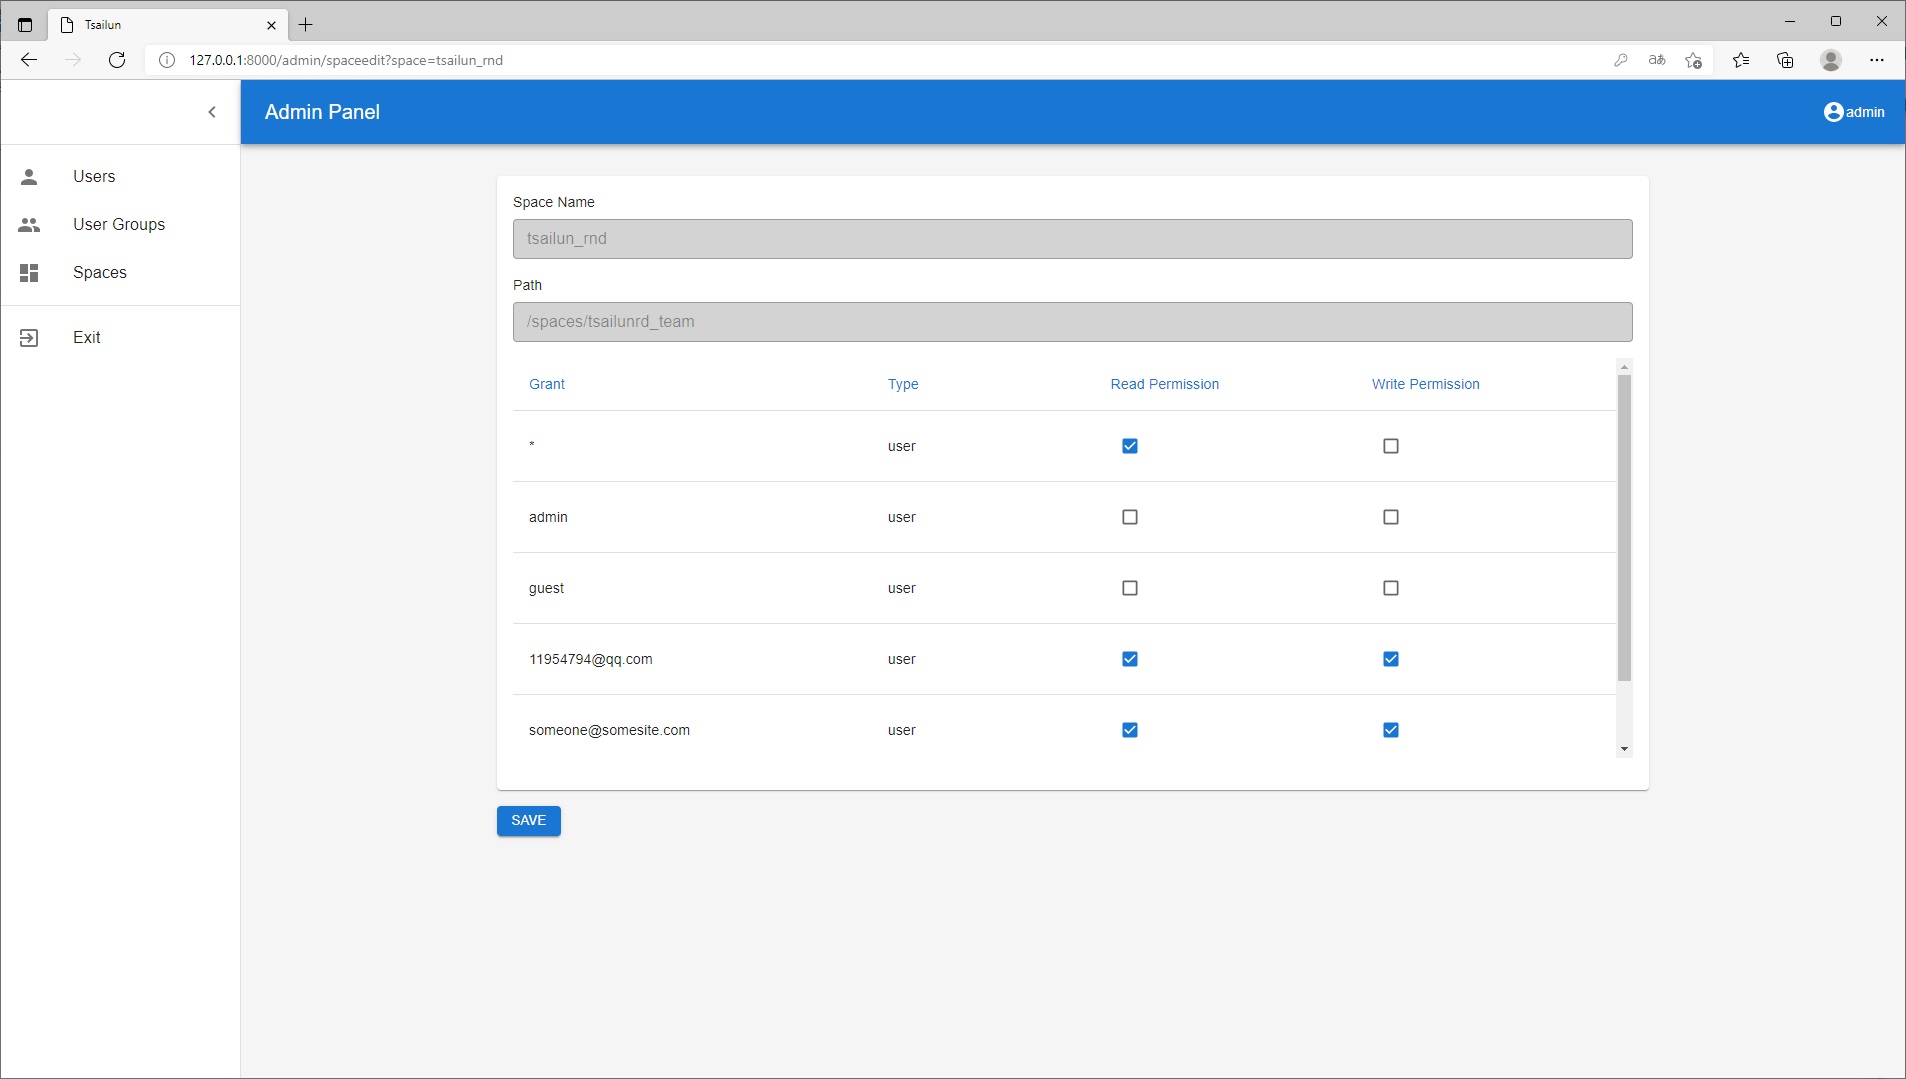 Tsailun
127.0.0.1:8000/admin/spaceedit?space=tsailun_rnd
aあ
Admin Panel
admin
Users
User Groups
Spaces
Exit
Space Name
tsailun_rnd
Path
/spaces/tsailunrd_team
Grant Type Read Permission Write Permission
* user
admin user
guest user
11954794@qq.com user
someone@somesite.com user
SAVE